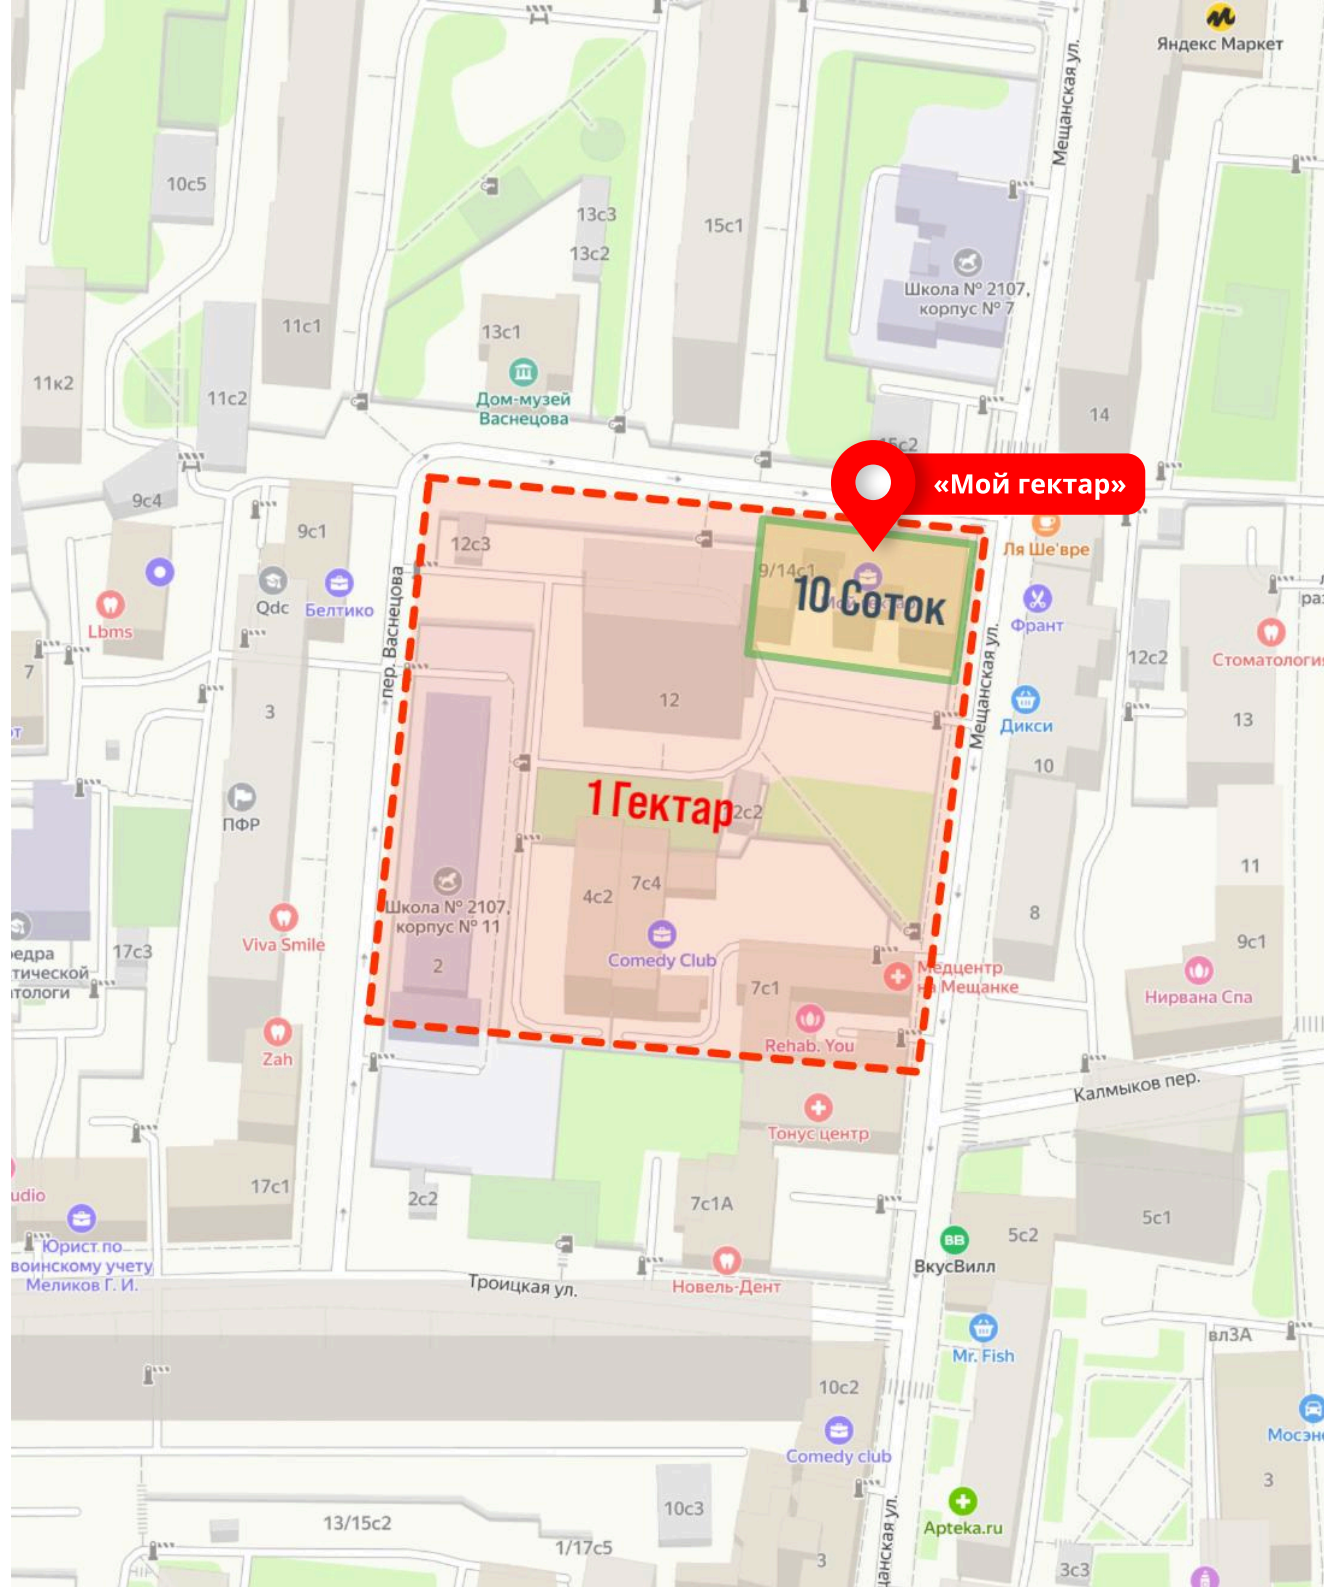 Яндекс Маркет
Мещанская ул.
10с5
13с3
15с1
13с2
Школа № 2107,
корпус № 7
11с1
13с1
11к2
11с2
Дом-музей
Васнецова
14
15с2
«Мой гектар»
9с4
9с1
12с3
Ля Ше'вре
9/14с1
10 Соток
Qdc
Белтико
пер. Васнецова
Lbms
Франт
Стоматология
12с2
7
3
12
Мещанская ул.
Дикси
13
10
1 Гектар
2с2
ПФР
11
7с4
4с2
8
Школа № 2107,
корпус № 11
Viva Smile
17с3
9с1
Comedy Club
2
Медцентр
на Мещанке
7с1
Нирвана Спа
Rehab. You
Zah
Калмыков пер.
Тонус центр
17с1
2с2
7с1А
5с1
5с2
Юрист по
воинскому учету
Меликов Г. И.
ВкусВилл
Троицкая ул.
Новель-Дент
вл3А
Mr. Fish
10с2
Comedy club
3
10с3
13/15с2
Apteka.ru
1/17с5
3
3с3